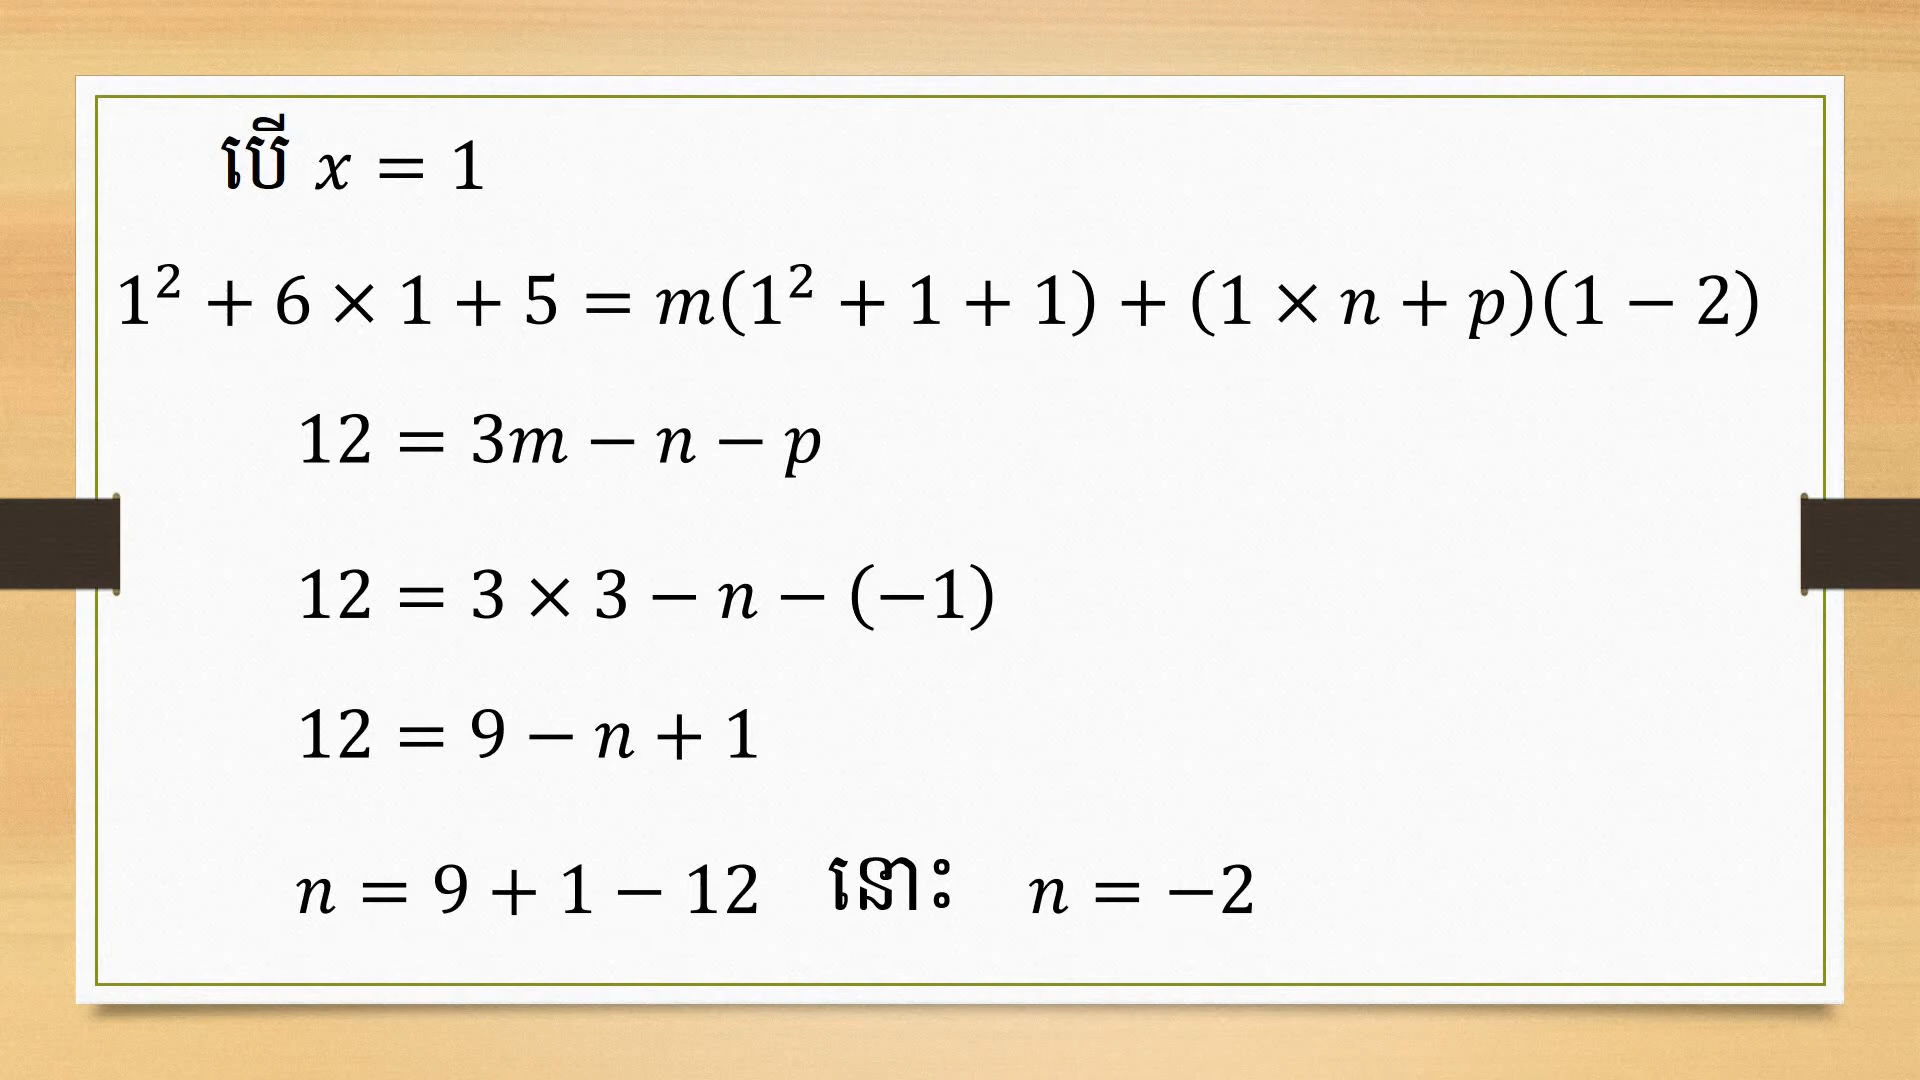 បើ x = 1
1² + 6 × 1 + 5 = m(1² + 1 + 1) + (1 × n + p)(1 − 2)
12 = 3m − n − p
12 = 3 × 3 − n − (−1)
12 = 9 − n + 1
n = 9 + 1 − 12 នោះ n = −2